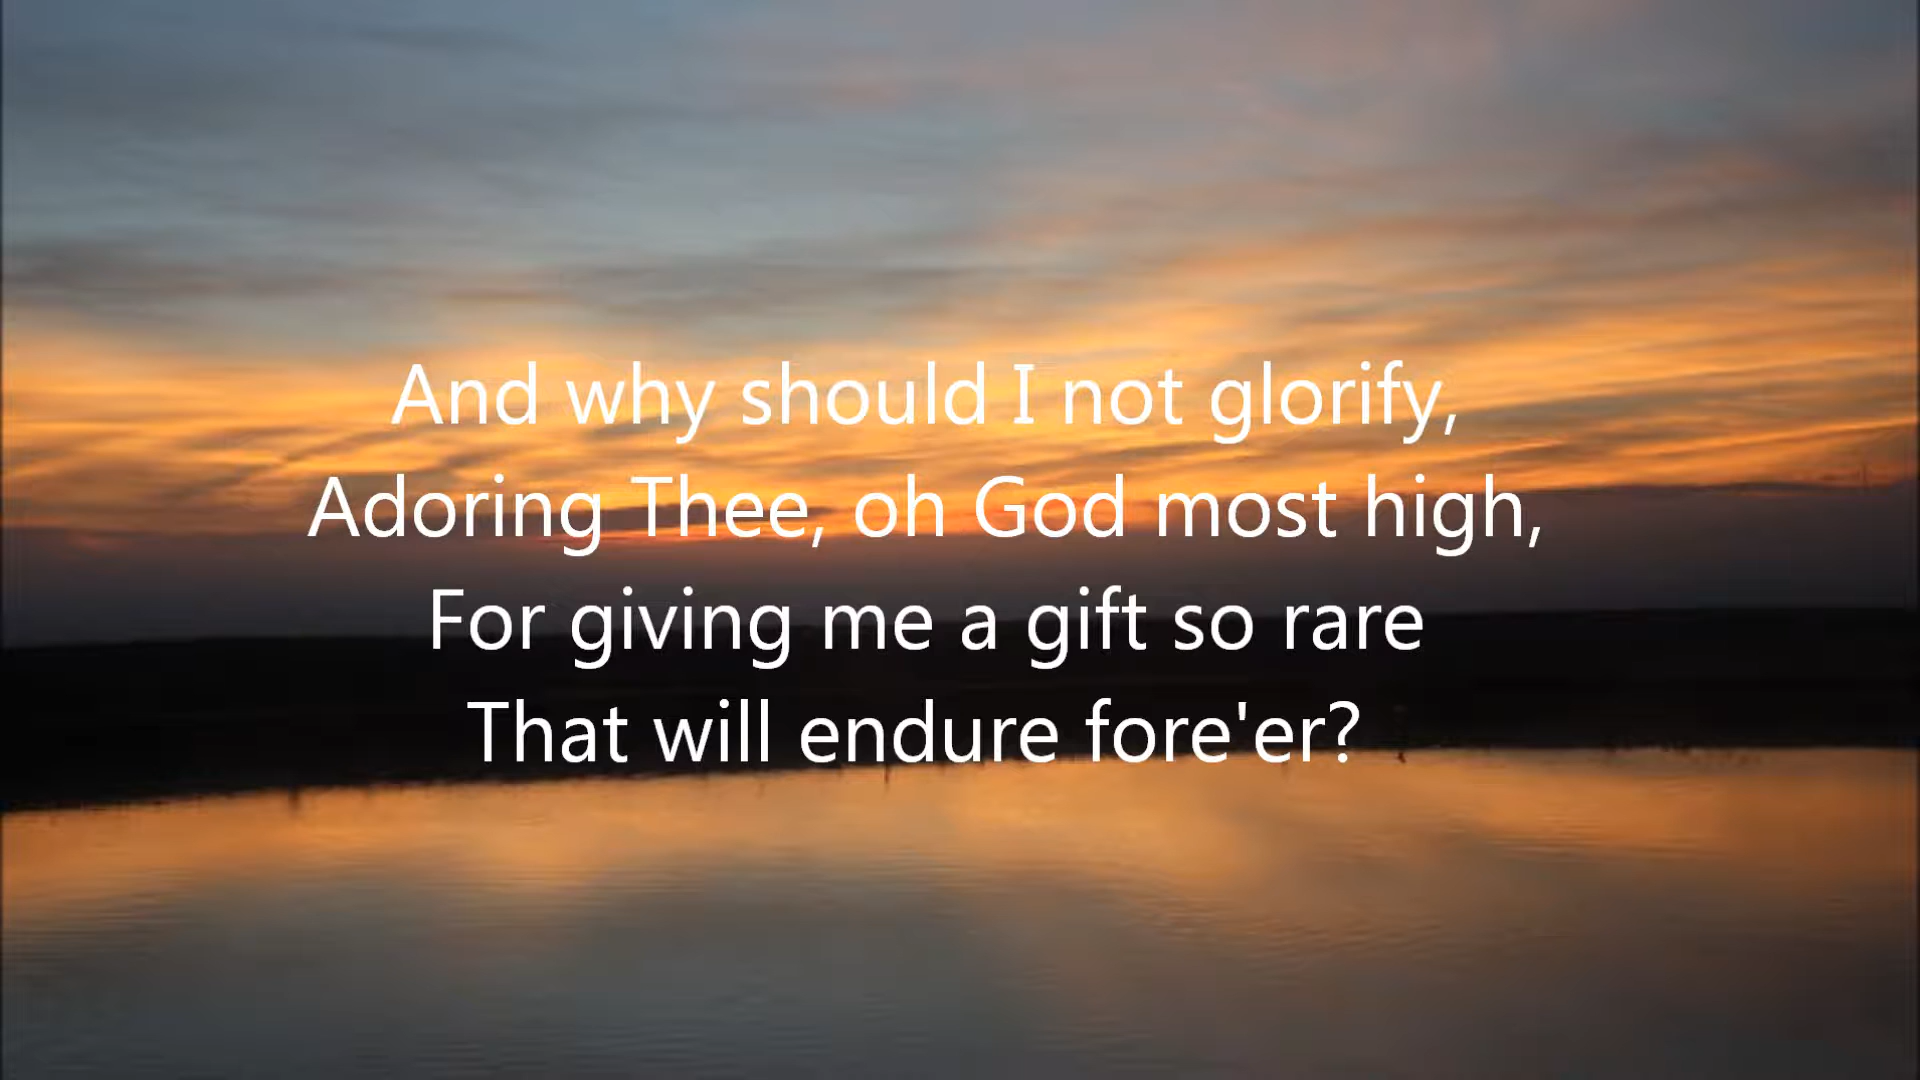 And why should I not glorify,
Adoring Thee, oh God most high,
For giving me a gift so rare
That will endure fore'er?